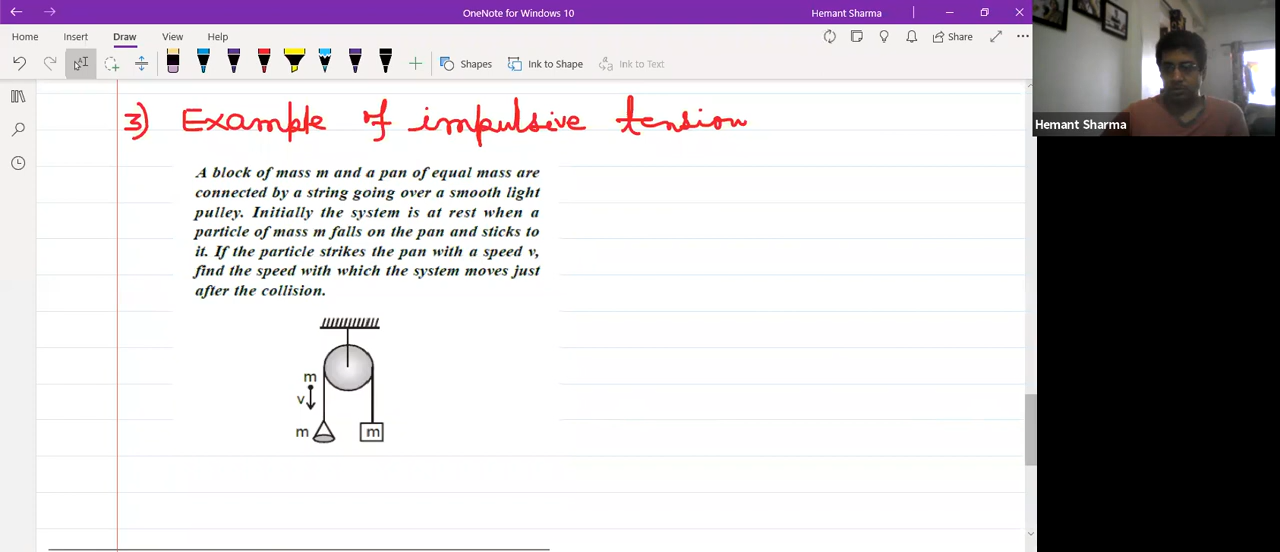 OneNote for Windows 10
Hemant Sharma
Home Insert Draw View Help
Share
Shapes
Ink to Shape
Ink to Text
Hemant Sharma
3) Example of impulsive tension
A block of mass m and a pan of equal mass are
connected by a string going over a smooth light
pulley. Initially the system is at rest when a
particle of mass m falls on the pan and sticks to
it. If the particle strikes the pan with a speed v,
find the speed with which the system moves just
after the collision.
m
v
m
m